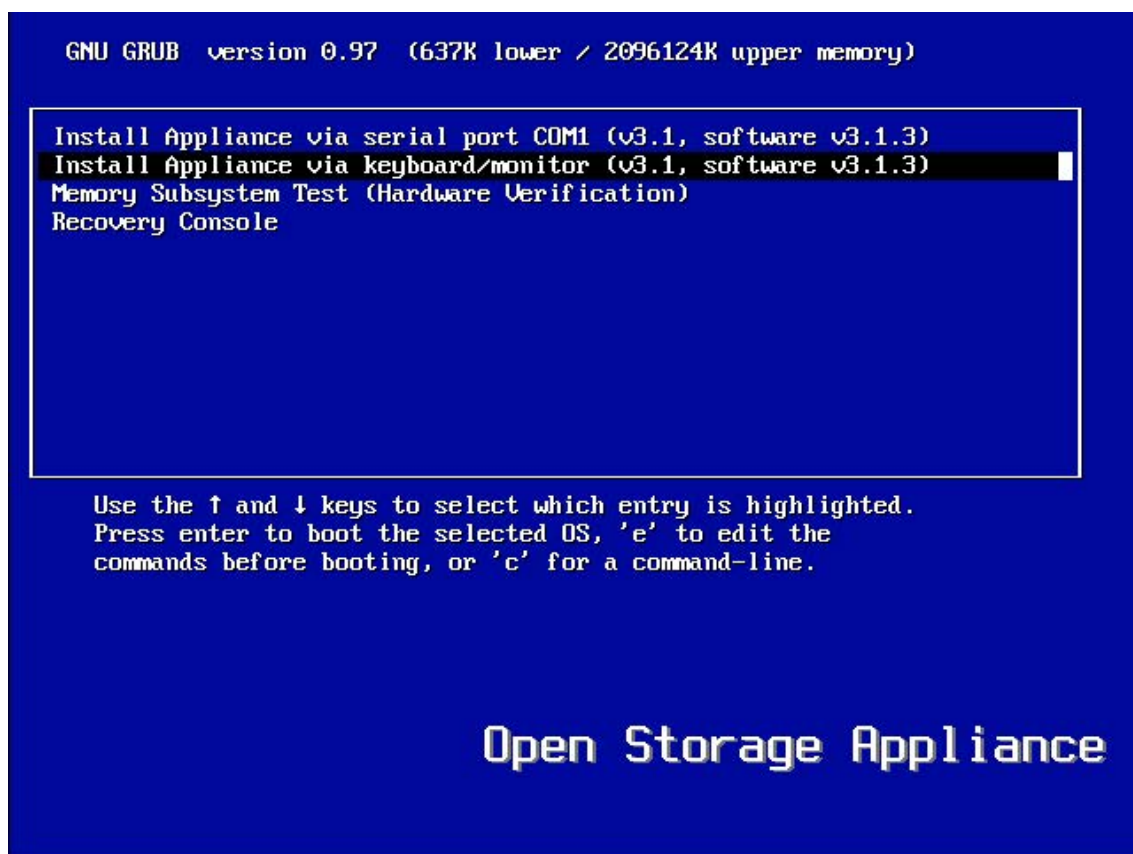 GNU GRUB version 0.97 (637K lower / 2096124K upper memory)
Install Appliance via serial port COM1 (v3.1, software v3.1.3)
Install Appliance via keyboard/monitor (v3.1, software v3.1.3)
Memory Subsystem Test (Hardware Verification)
Recovery Console
Use the ↑ and ↓ keys to select which entry is highlighted.
Press enter to boot the selected OS, 'e' to edit the
commands before booting, or 'c' for a command-line.
Open Storage Appliance